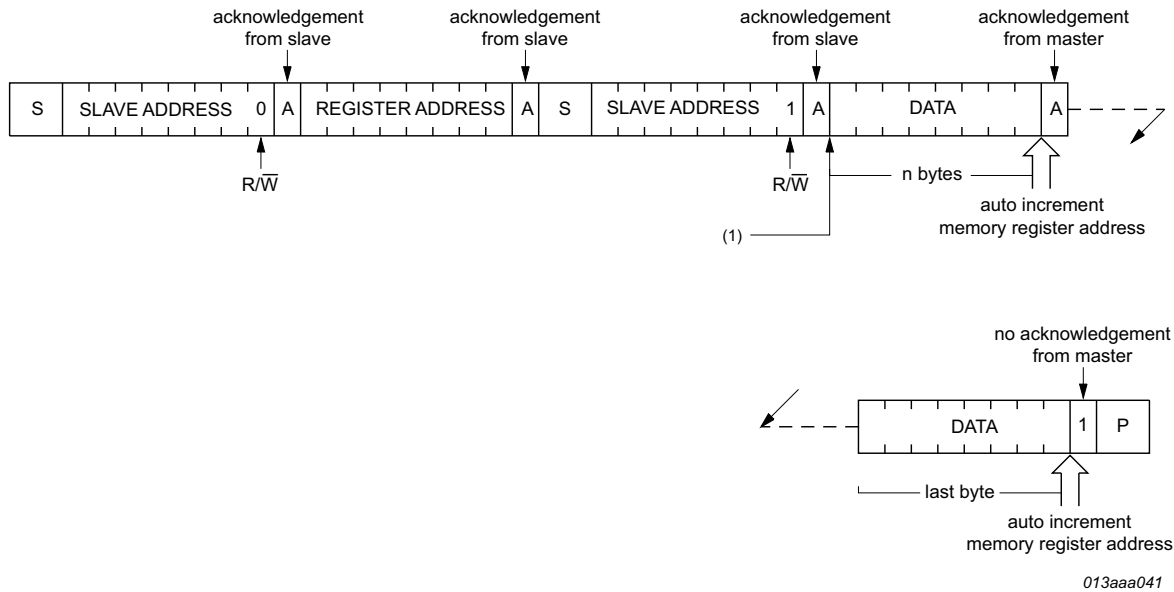 acknowledgement
from slave
acknowledgement
from slave
acknowledgement
from slave
acknowledgement
from master
S SLAVE ADDRESS 0 A REGISTER ADDRESS A S SLAVE ADDRESS 1 A DATA A
R/W̅
R/W̅
n bytes
(1)
auto increment
memory register address
no acknowledgement
from master
DATA 1 P
last byte
auto increment
memory register address
013aaa041